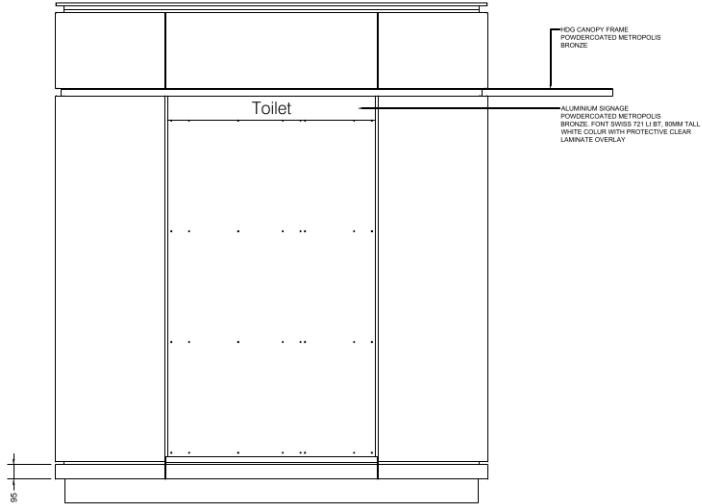 HDG CANOPY FRAME
POWDERCOATED METROPOLIS
BRONZE
Toilet
ALUMINIUM SIGNAGE
POWDERCOATED METROPOLIS
BRONZE. FONT SWISS 721 Lt BT, 80MM TALL
WHITE COLUR WITH PROTECTIVE CLEAR
LAMINATE OVERLAY
95